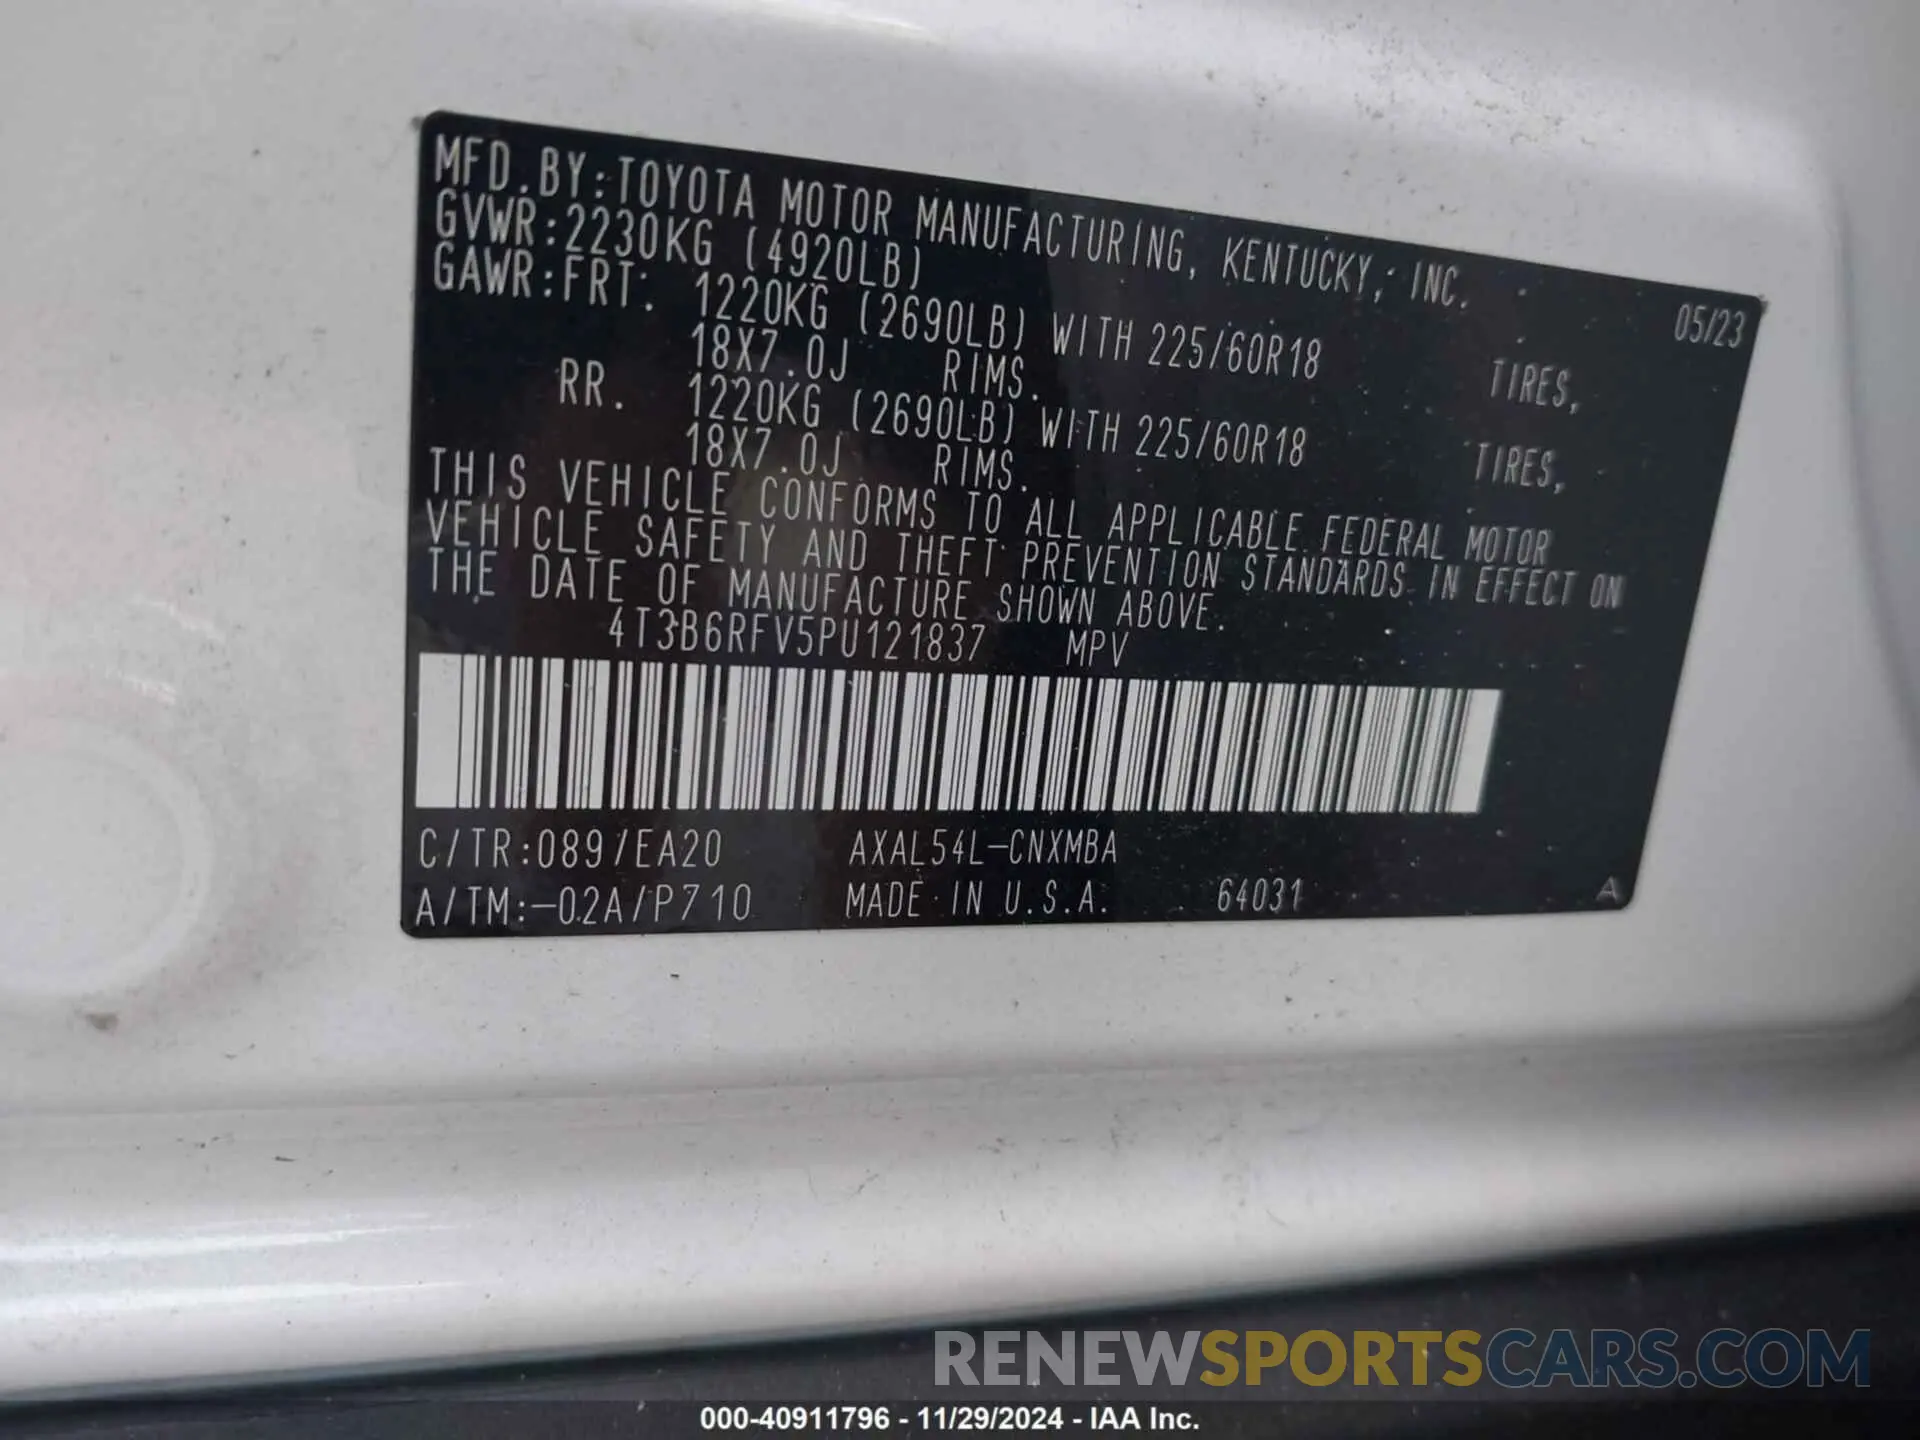 MFD.BY:TOYOTA MOTOR MANUFACTURING, KENTUCKY, INC.
GVWR:2230KG (4920LB) 05/23
GAWR:FRT. 1220KG (2690LB) WITH 225/60R18 TIRES,
18X7.0J RIMS.
RR. 1220KG (2690LB) WITH 225/60R18 TIRES,
18X7.0J RIMS.
THIS VEHICLE CONFORMS TO ALL APPLICABLE FEDERAL MOTOR
VEHICLE SAFETY AND THEFT PREVENTION STANDARDS IN EFFECT ON
THE DATE OF MANUFACTURE SHOWN ABOVE.
4T3B6RFV5PU121837 MPV
C/TR:089/EA20 AXAL54L-CNXMBA
A/TM:-02A/P710 MADE IN U.S.A. 64031 A
RENEWSPORTSCARS.COM
000-40911796 - 11/29/2024 - IAA Inc.